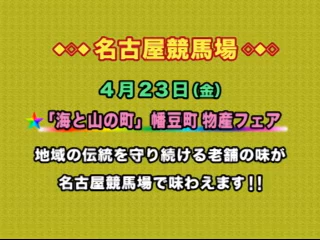 名古屋競馬場
4月23日(金)
「海と山の町」幡豆町 物産フェア
地域の伝統を守り続ける老舗の味が
名古屋競馬場で味わえます!!